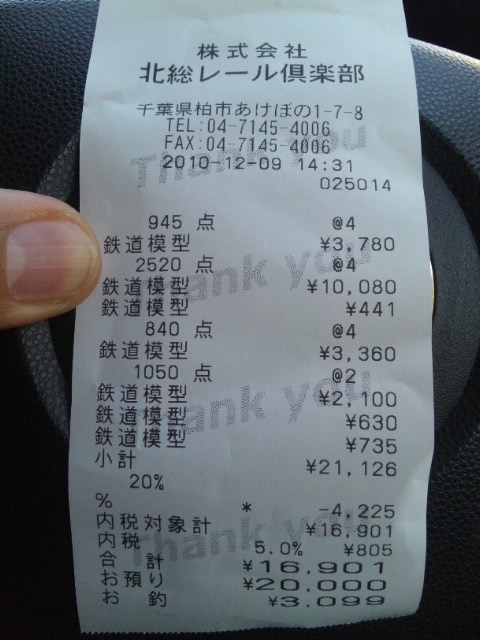 株式会社
北総レール倶楽部
千葉県柏市あけぼの1-7-8
TEL:04-7145-4006
FAX:04-7145-4006
2010-12-09 14:31
025014
945 点 @4
鉄道模型 ¥3,780
2520 点 @4
鉄道模型 ¥10,080
鉄道模型 ¥441
840 点 @4
鉄道模型 ¥3,360
1050 点 @2
鉄道模型 ¥2,100
鉄道模型 ¥630
鉄道模型 ¥735
小計 ¥21,126
20%
% * -4,225
内税対象計 ¥16,901
内税 5.0% ¥805
合計 ¥16,901
お預り ¥20,000
お釣 ¥3,099
Thank you
Thank you
Thank you
Thank you